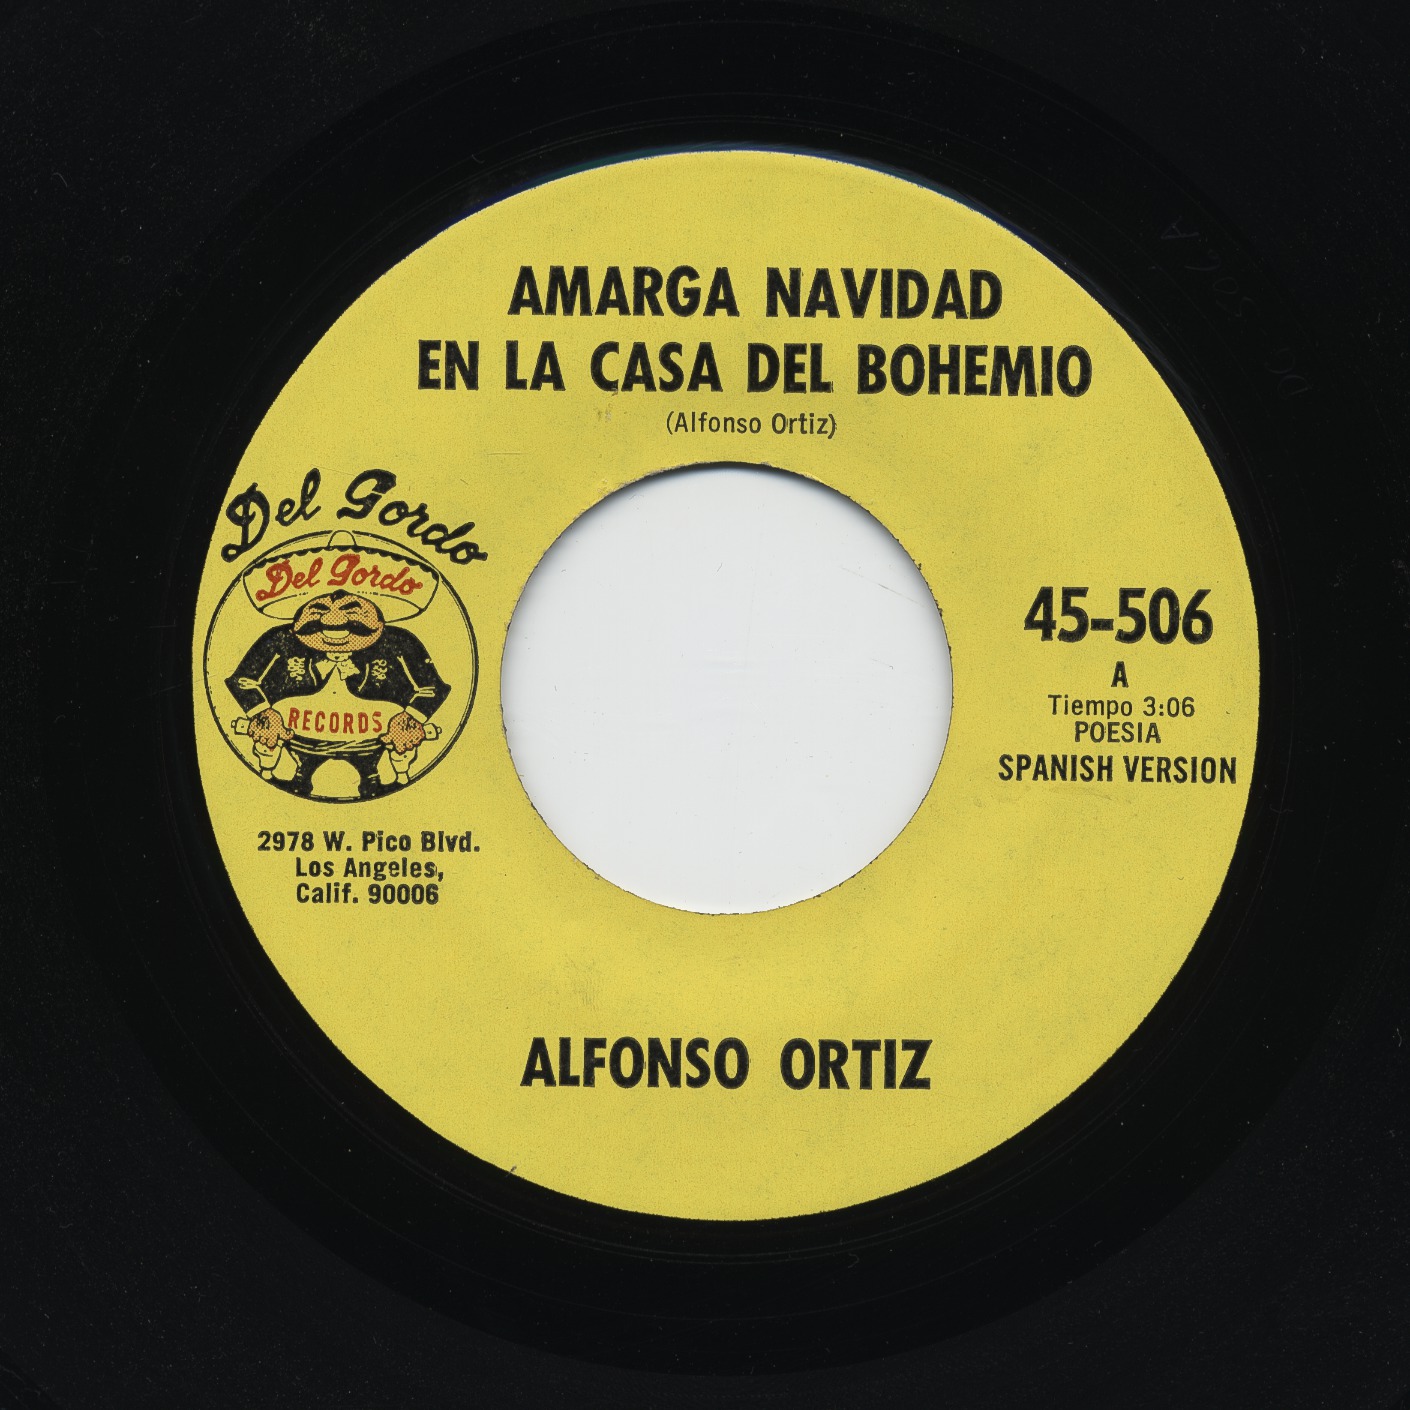 AMARGA NAVIDAD
EN LA CASA DEL BOHEMIO
(Alfonso Ortiz)
Del Gordo
Del Gordo
RECORDS
2978 W. Pico Blvd.
Los Angeles,
Calif. 90006
45-506
A
Tiempo 3:06
POESIA
SPANISH VERSION
ALFONSO ORTIZ